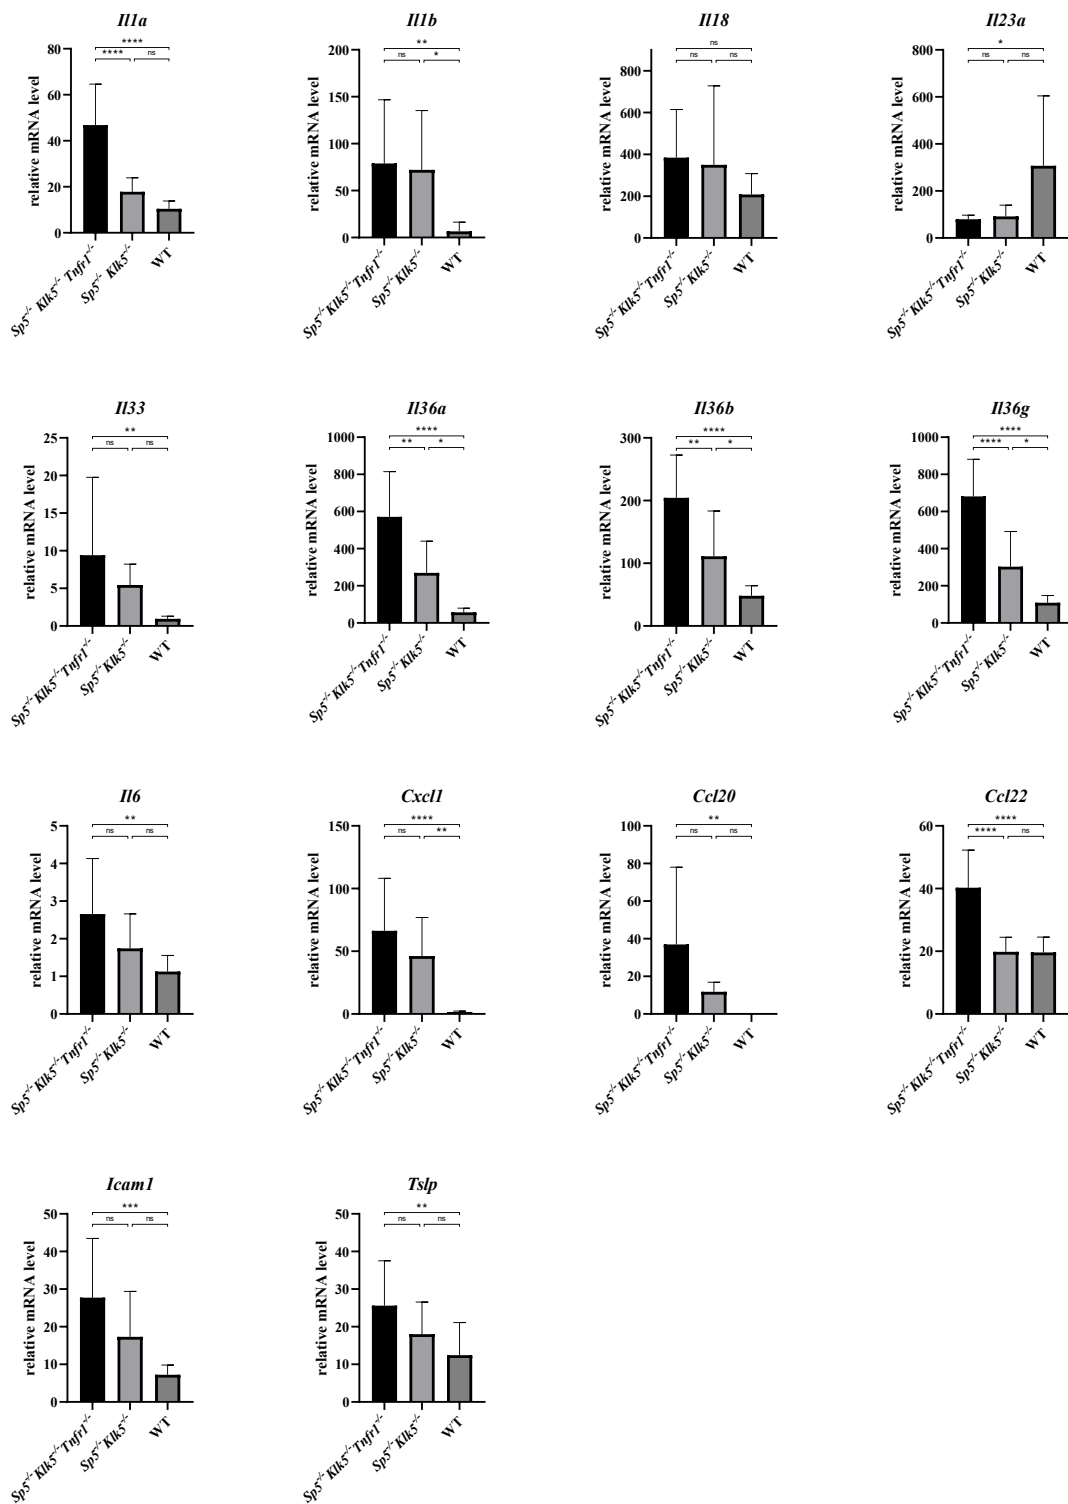 Il1a
****
****
ns
relative mRNA level
80
60
40
20
0
Sp5-/- Klk5-/- Tnfr1-/-
Sp5-/- Klk5-/-
WT
Il1b
**
ns
*
relative mRNA level
200
150
100
50
0
Sp5-/- Klk5-/- Tnfr1-/-
Sp5-/- Klk5-/-
WT
Il18
ns
ns
ns
relative mRNA level
800
600
400
200
0
Sp5-/- Klk5-/- Tnfr1-/-
Sp5-/- Klk5-/-
WT
Il23a
*
ns
ns
relative mRNA level
800
600
400
200
0
Sp5-/- Klk5-/- Tnfr1-/-
Sp5-/- Klk5-/-
WT
Il33
**
ns
ns
relative mRNA level
25
20
15
10
5
0
Sp5-/- Klk5-/- Tnfr1-/-
Sp5-/- Klk5-/-
WT
Il36a
****
**
*
relative mRNA level
1000
800
600
400
200
0
Sp5-/- Klk5-/- Tnfr1-/-
Sp5-/- Klk5-/-
WT
Il36b
****
**
*
relative mRNA level
300
200
100
0
Sp5-/- Klk5-/- Tnfr1-/-
Sp5-/- Klk5-/-
WT
Il36g
****
****
*
relative mRNA level
1000
800
600
400
200
0
Sp5-/- Klk5-/- Tnfr1-/-
Sp5-/- Klk5-/-
WT
Il6
**
ns
ns
relative mRNA level
5
4
3
2
1
0
Sp5-/- Klk5-/- Tnfr1-/-
Sp5-/- Klk5-/-
WT
Cxcl1
****
ns
**
relative mRNA level
150
100
50
0
Sp5-/- Klk5-/- Tnfr1-/-
Sp5-/- Klk5-/-
WT
Ccl20
**
ns
ns
relative mRNA level
100
80
60
40
20
0
Sp5-/- Klk5-/- Tnfr1-/-
Sp5-/- Klk5-/-
WT
Ccl22
****
****
ns
relative mRNA level
60
40
20
0
Sp5-/- Klk5-/- Tnfr1-/-
Sp5-/- Klk5-/-
WT
Icam1
***
ns
ns
relative mRNA level
50
40
30
20
10
0
Sp5-/- Klk5-/- Tnfr1-/-
Sp5-/- Klk5-/-
WT
Tslp
**
ns
ns
relative mRNA level
50
40
30
20
10
0
Sp5-/- Klk5-/- Tnfr1-/-
Sp5-/- Klk5-/-
WT